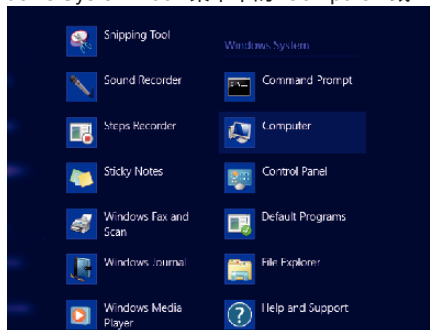 Snipping Tool
Sound Recorder
Steps Recorder
Sticky Notes
Windows Fax and
Scan
Windows Journal
Windows Media
Player
Windows System
Command Prompt
Computer
Control Panel
Default Programs
File Explorer
Help and Support